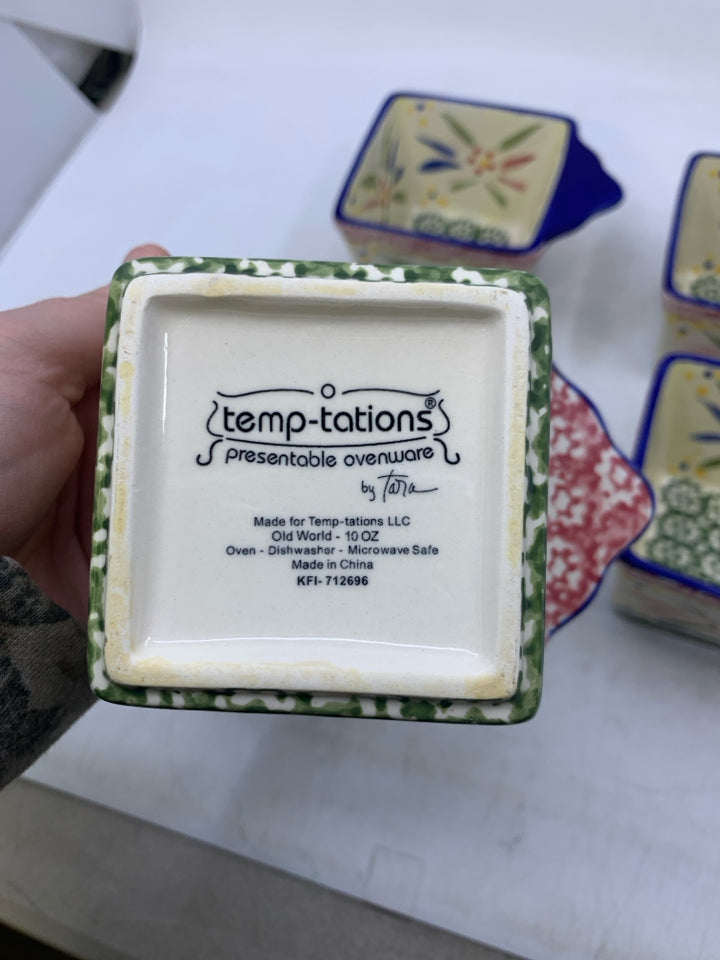 temp-tations®
presentable ovenware
by Tara
Made for Temp-tations LLC
Old World - 10 OZ
Oven - Dishwasher - Microwave Safe
Made in China
KFI- 712696